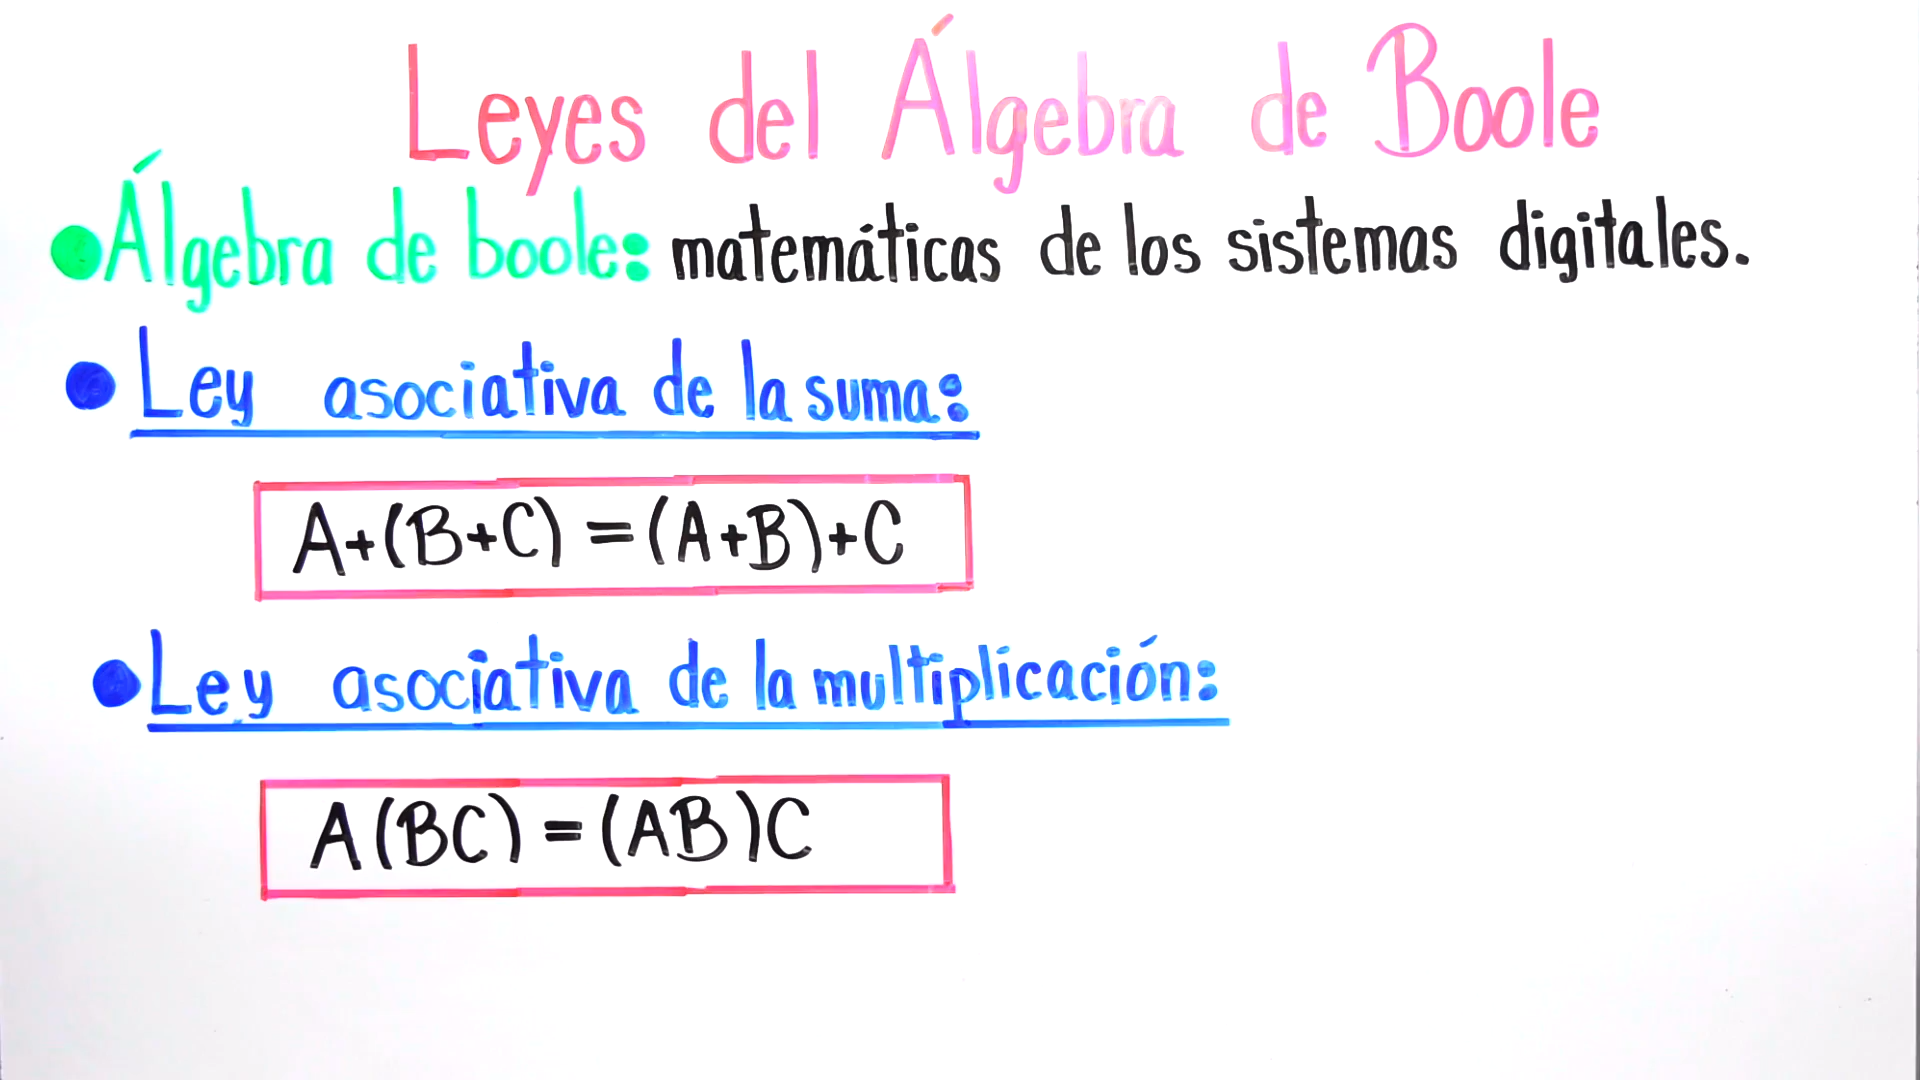 Leyes del Álgebra de Boole
Álgebra de boole: matemáticas de los sistemas digitales.
Ley asociativa de la suma:
A+(B+C) = (A+B)+C
Ley asociativa de la multiplicación:
A(BC) = (AB)C